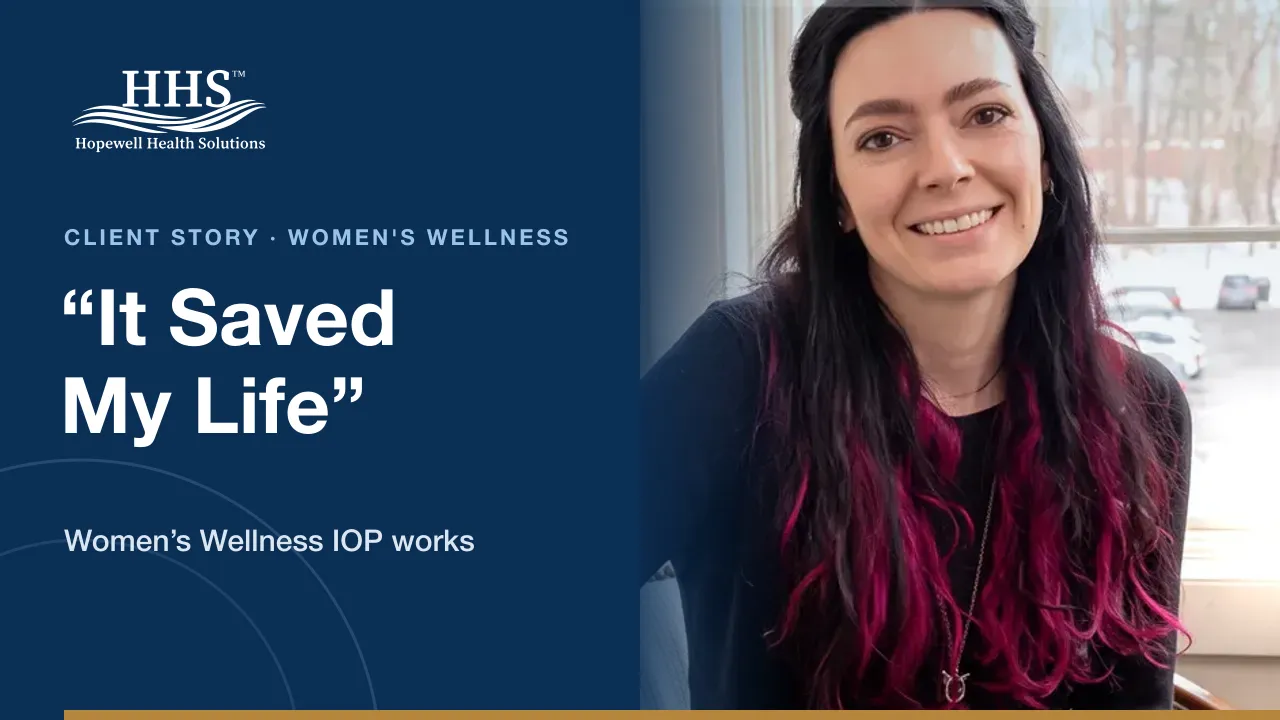 HHS™
Hopewell Health Solutions
CLIENT STORY · WOMEN'S WELLNESS
“It Saved
My Life”
Women’s Wellness IOP works